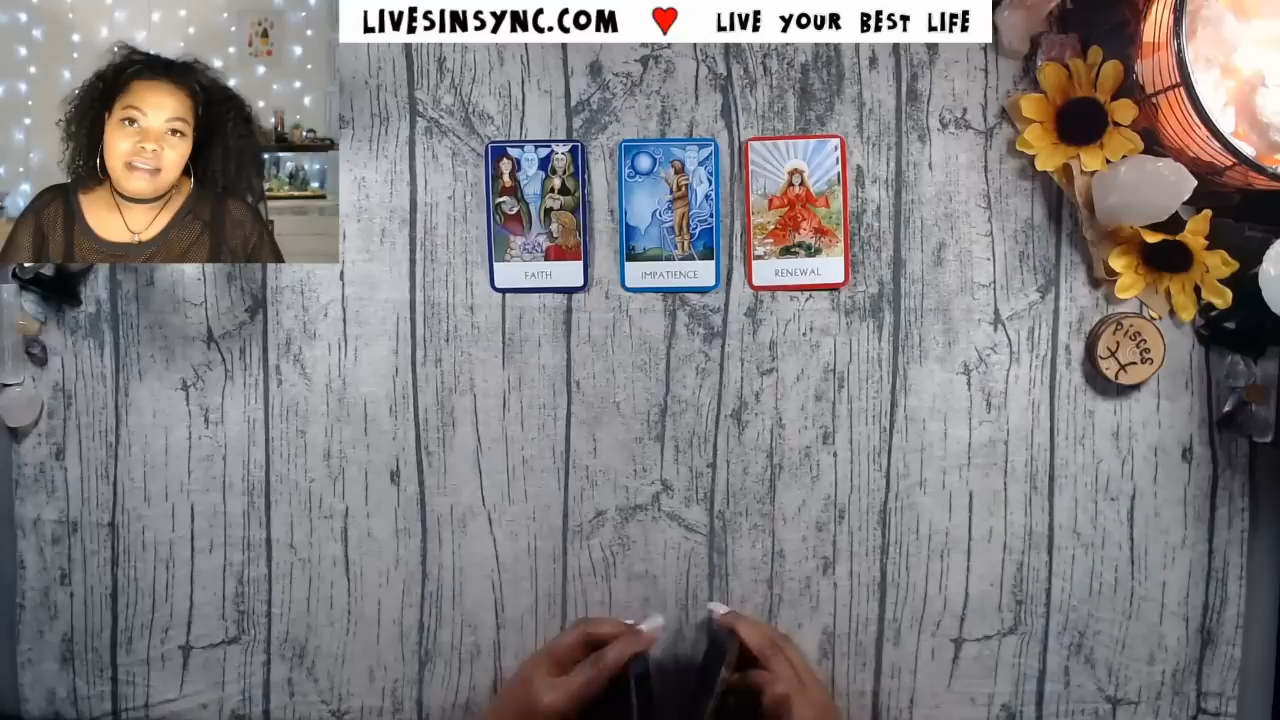 LIVESINSYNC.COM ♥ LIVE YOUR BEST LIFE
FAITH
IMPATIENCE
RENEWAL
Pisces